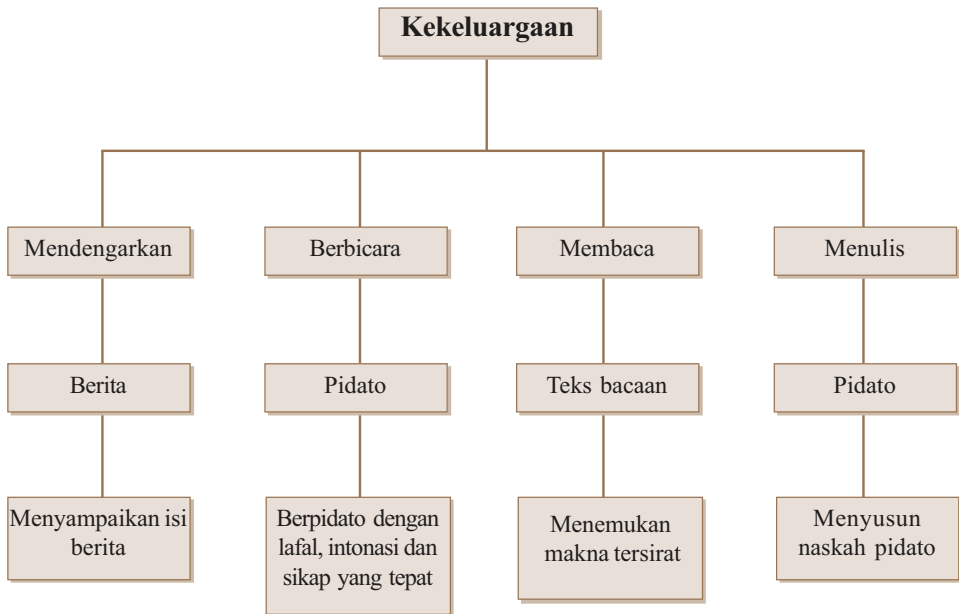 Kekeluargaan
Mendengarkan
Berbicara
Membaca
Menulis
Berita
Pidato
Teks bacaan
Pidato
Menyampaikan isi
berita
Berpidato dengan
lafal, intonasi dan
sikap yang tepat
Menemukan
makna tersirat
Menyusun
naskah pidato